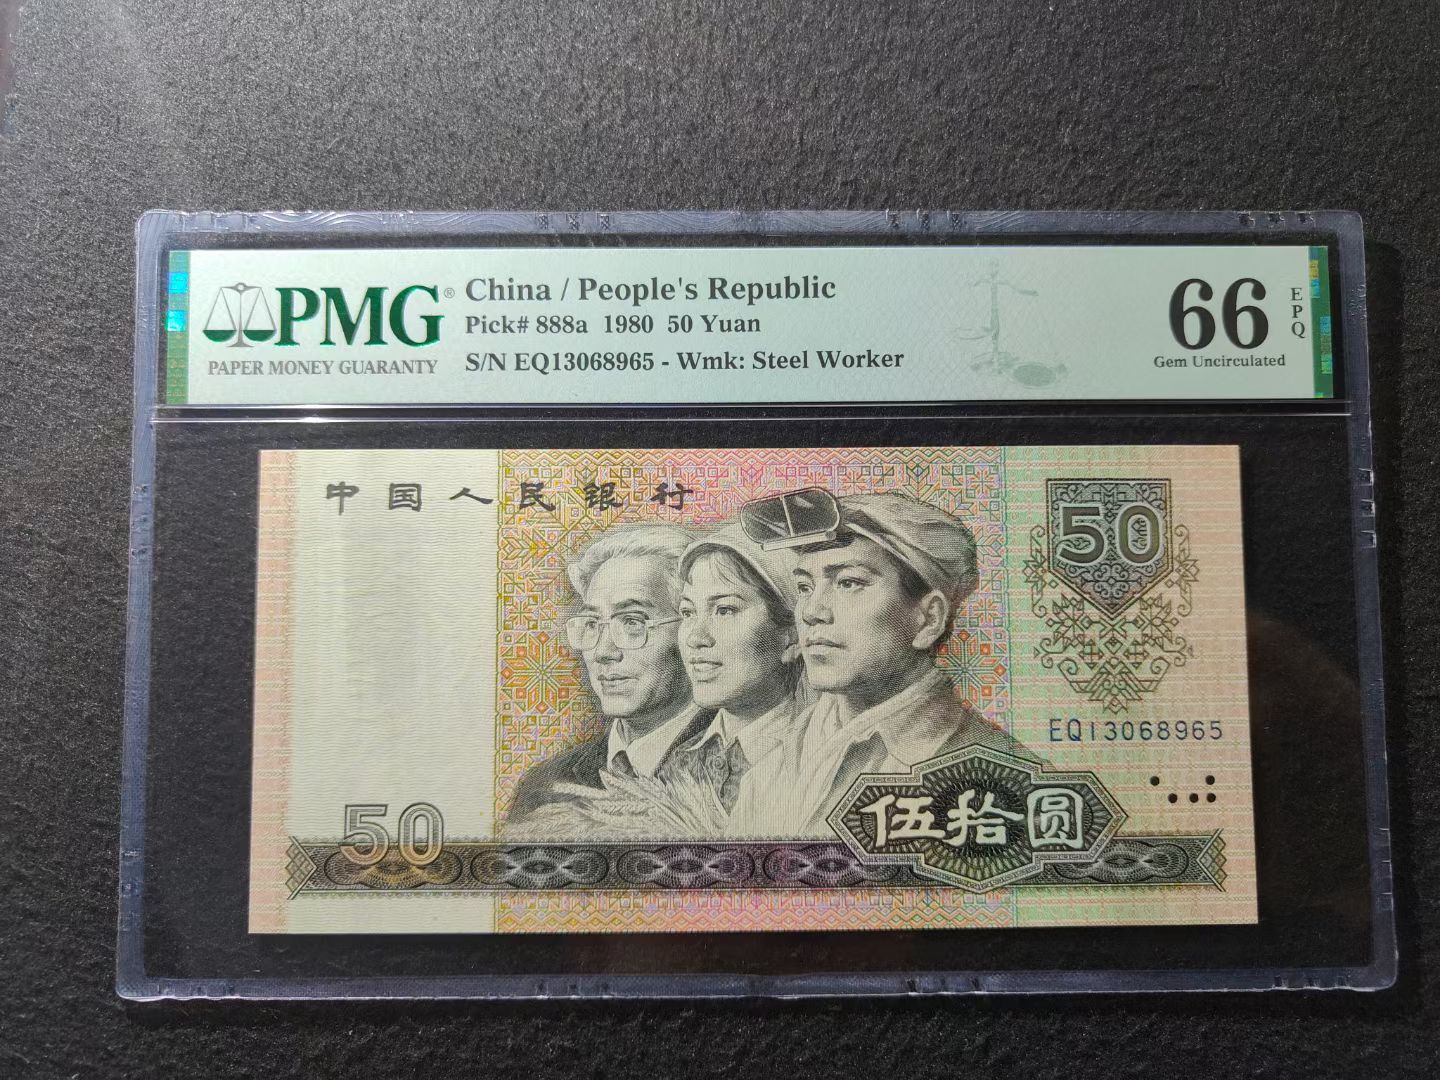 PMG®
PAPER MONEY GUARANTY
China / People's Republic
Pick# 888a 1980 50 Yuan
S/N EQ13068965 - Wmk: Steel Worker
66
EPQ
Gem Uncirculated
中国人民银行
50
EQ13068965
50
伍拾圆